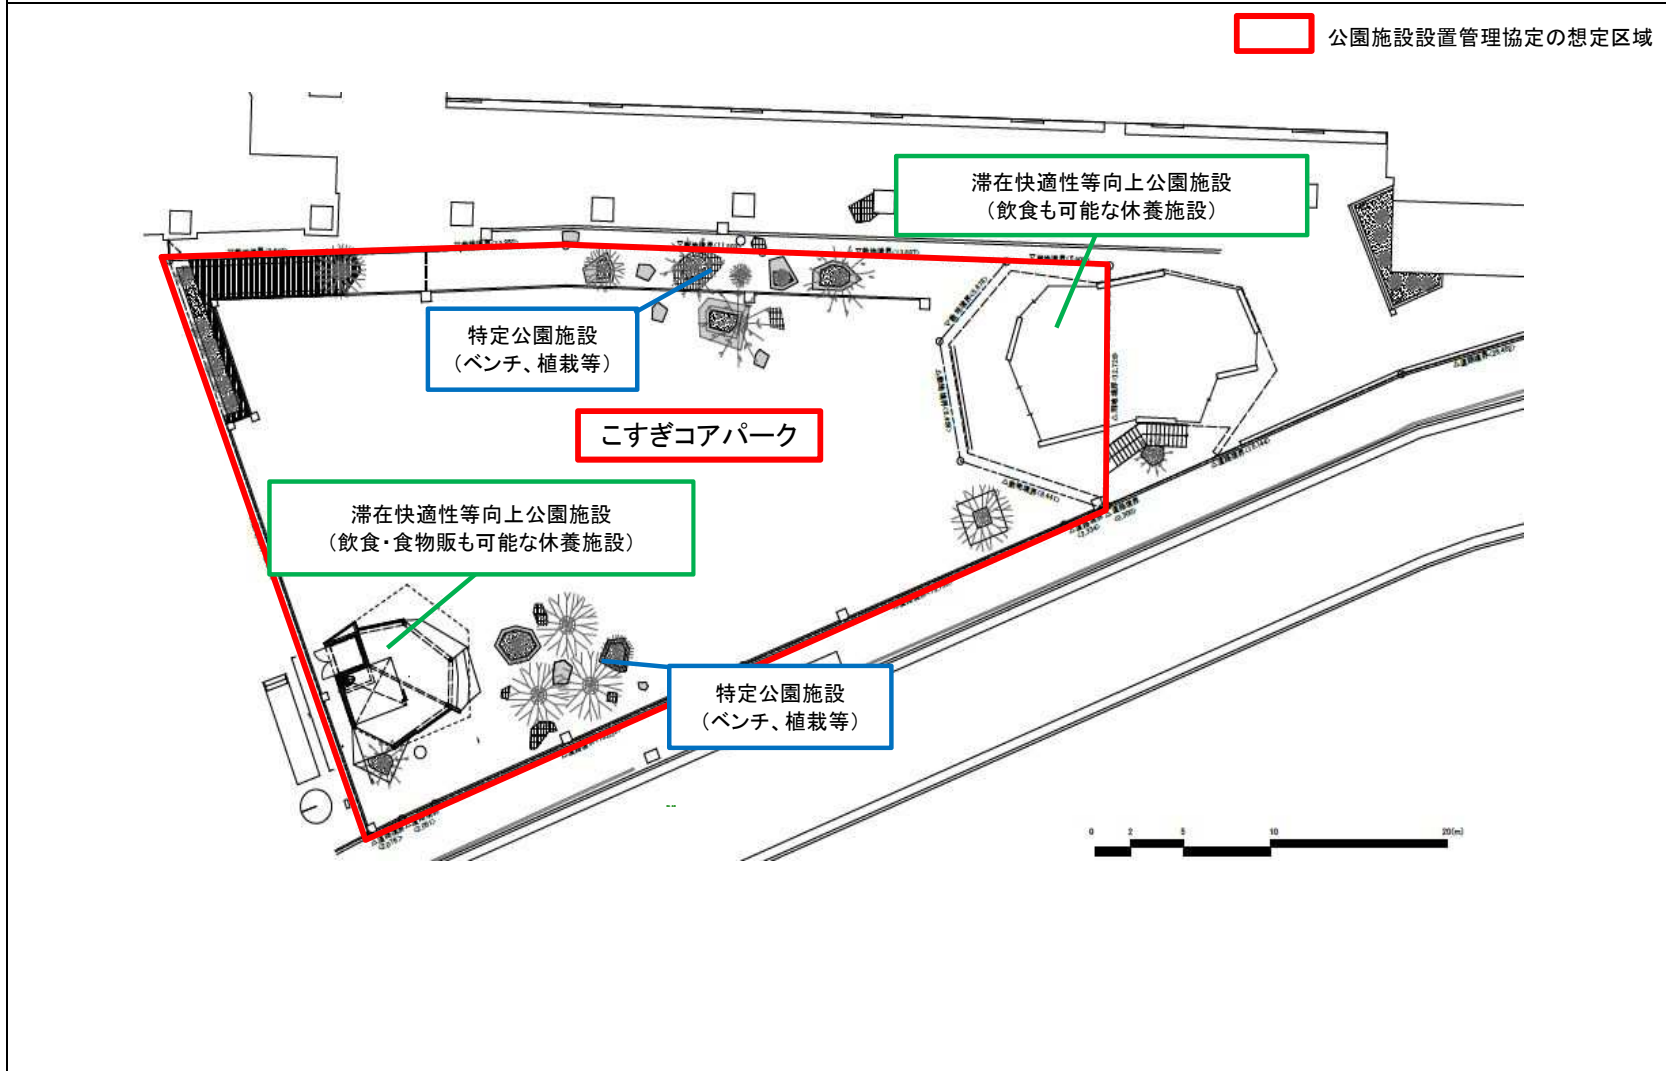 公園施設設置管理協定の想定区域
滞在快適性等向上公園施設
（飲食も可能な休養施設）
特定公園施設
（ベンチ、植栽等）
こすぎコアパーク
滞在快適性等向上公園施設
（飲食・食物販も可能な休養施設）
特定公園施設
（ベンチ、植栽等）
0 2 5 10 20(m)